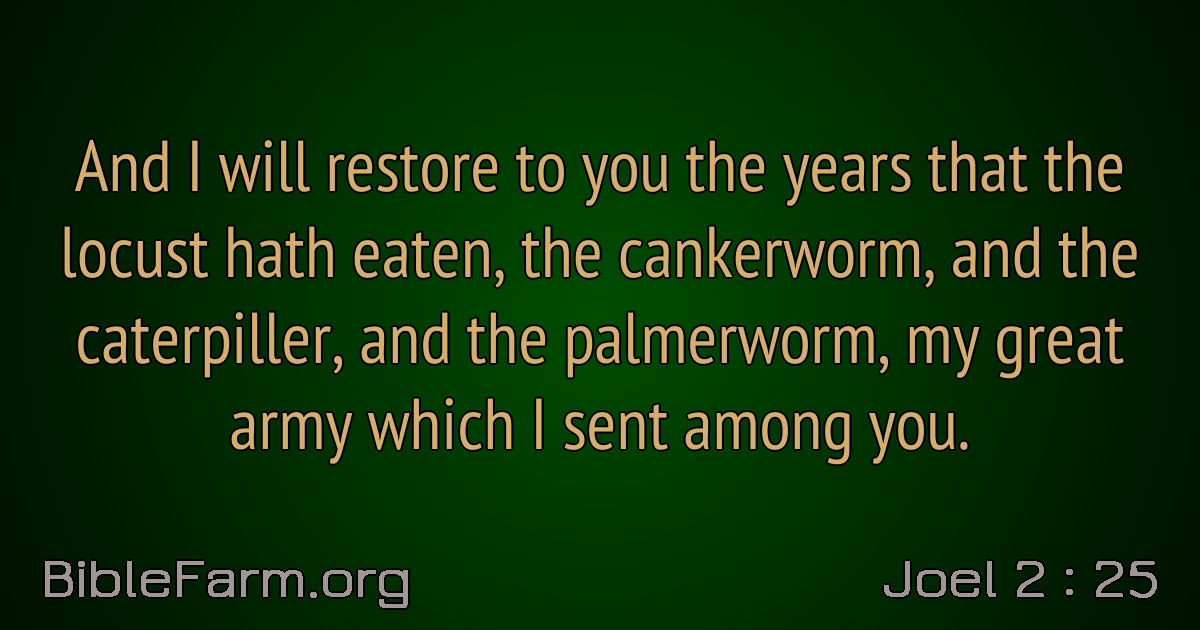 And I will restore to you the years that the
locust hath eaten, the cankerworm, and the
caterpiller, and the palmerworm, my great
army which I sent among you.
BibleFarm.org
Joel 2 : 25